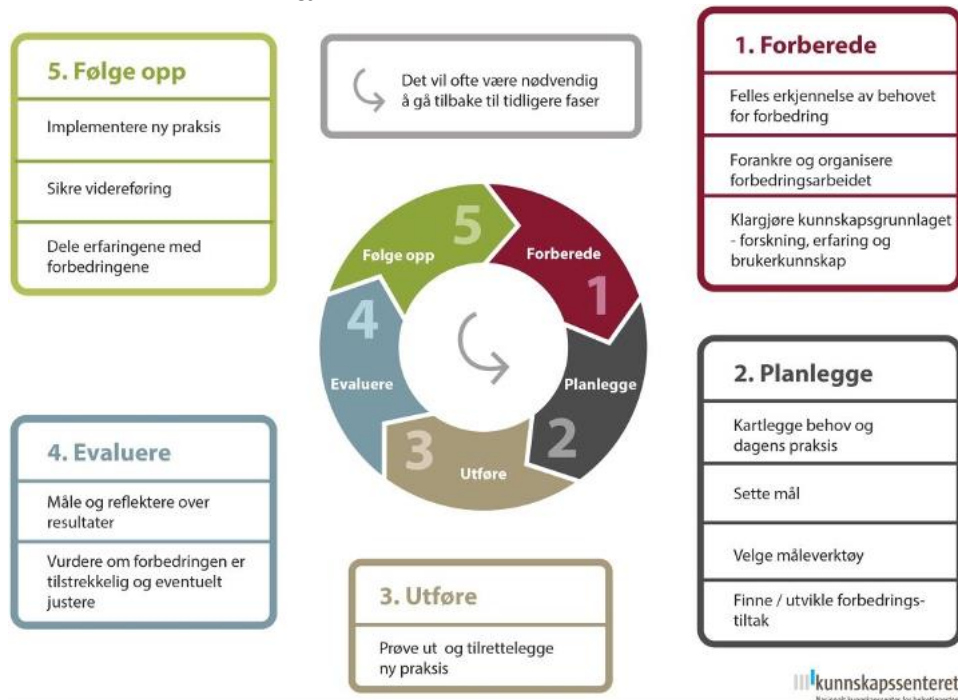 5. Følge opp
Implementere ny praksis
Sikre videreføring
Dele erfaringene med
forbedringene
Det vil ofte være nødvendig
å gå tilbake til tidligere faser
1. Forberede
Felles erkjennelse av behovet
for forbedring
Forankre og organisere
forbedringsarbeidet
Klargjøre kunnskapsgrunnlaget
- forskning, erfaring og
brukerkunnskap
5
Følge opp
Forberede
1
4
Evaluere
Planlegge
2
3
Utføre
2. Planlegge
Kartlegge behov og
dagens praksis
Sette mål
Velge måleverktøy
Finne / utvikle forbedrings-
tiltak
4. Evaluere
Måle og reflektere over
resultater
Vurdere om forbedringen er
tilstrekkelig og eventuelt
justere
3. Utføre
Prøve ut og tilrettelegge
ny praksis
kunnskapssenteret